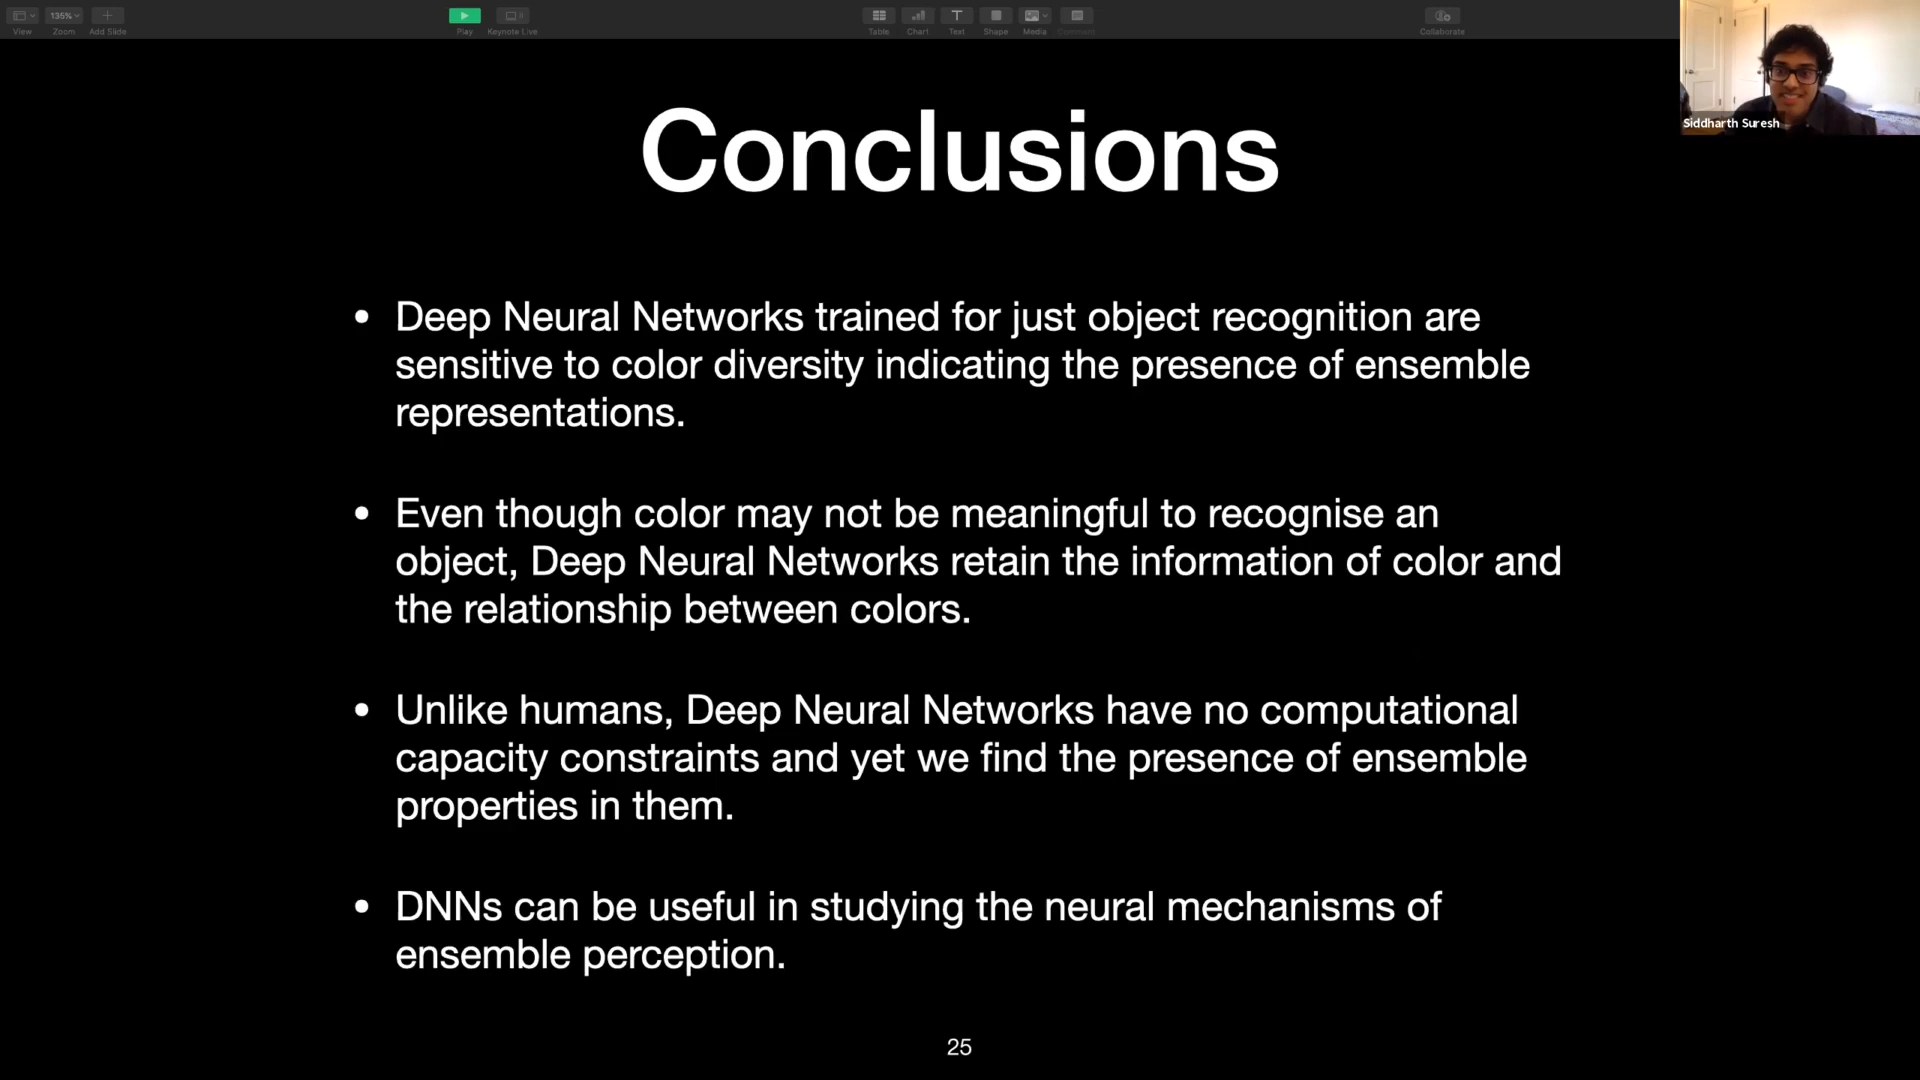 135%
View
Zoom
Add Slide
Play
Keynote Live
Table
Chart
Text
Shape
Media
Comment
Collaborate
Siddharth Suresh
Conclusions
• Deep Neural Networks trained for just object recognition are
sensitive to color diversity indicating the presence of ensemble
representations.
• Even though color may not be meaningful to recognise an
object, Deep Neural Networks retain the information of color and
the relationship between colors.
• Unlike humans, Deep Neural Networks have no computational
capacity constraints and yet we find the presence of ensemble
properties in them.
• DNNs can be useful in studying the neural mechanisms of
ensemble perception.
25